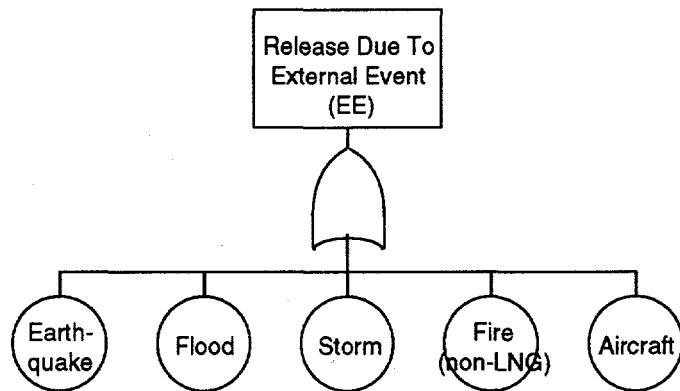 Release Due To
External Event
(EE)
Earth-
quake
Flood
Storm
Fire
(non-LNG)
Aircraft